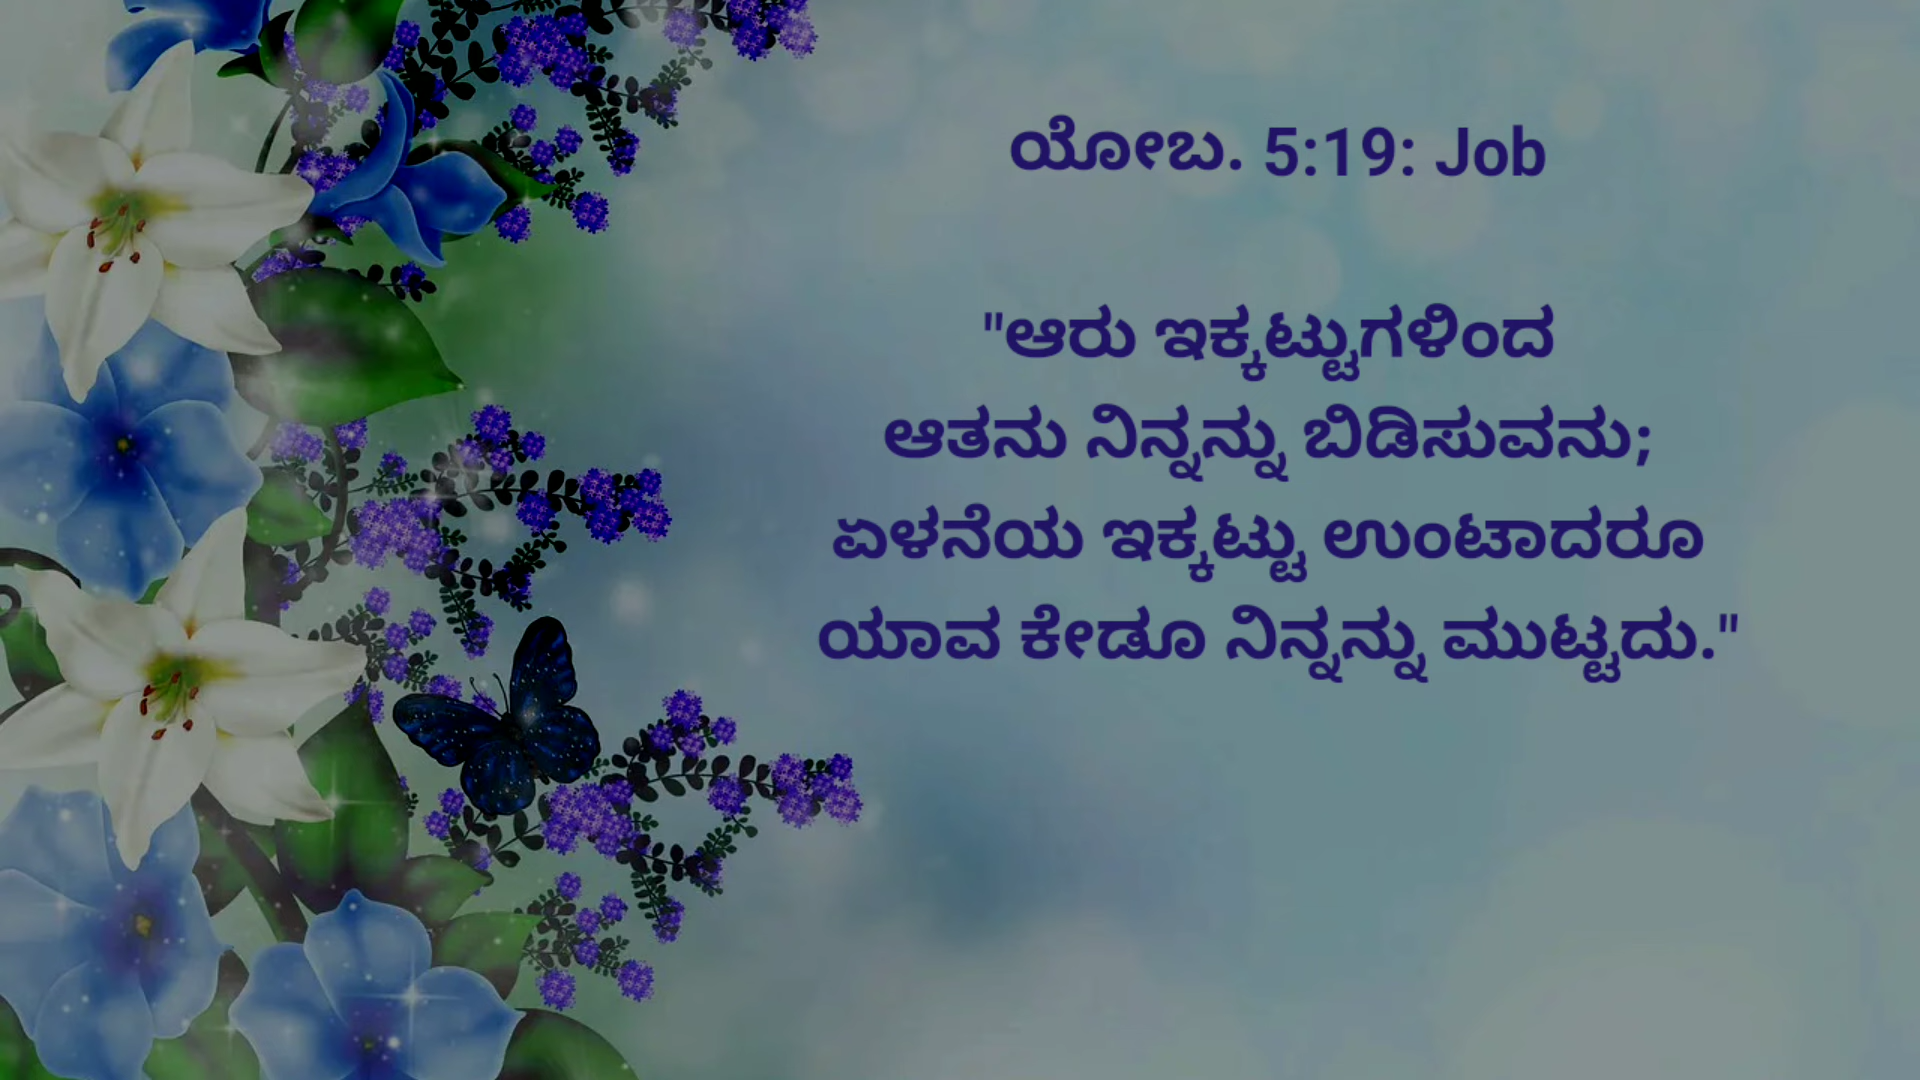 ಯೋಬ. 5:19: Job
"ಆರು ಇಕ್ಕಟ್ಟುಗಳಿಂದ
ಆತನು ನಿನ್ನನ್ನು ಬಿಡಿಸುವನು;
ಏಳನೆಯ ಇಕ್ಕಟ್ಟು ಉಂಟಾದರೂ
ಯಾವ ಕೇಡೂ ನಿನ್ನನ್ನು ಮುಟ್ಟದು."